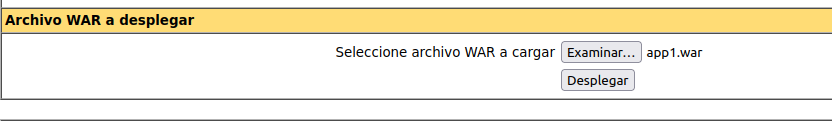 Archivo WAR a desplegar
Seleccione archivo WAR a cargar Examinar... app1.war
Desplegar